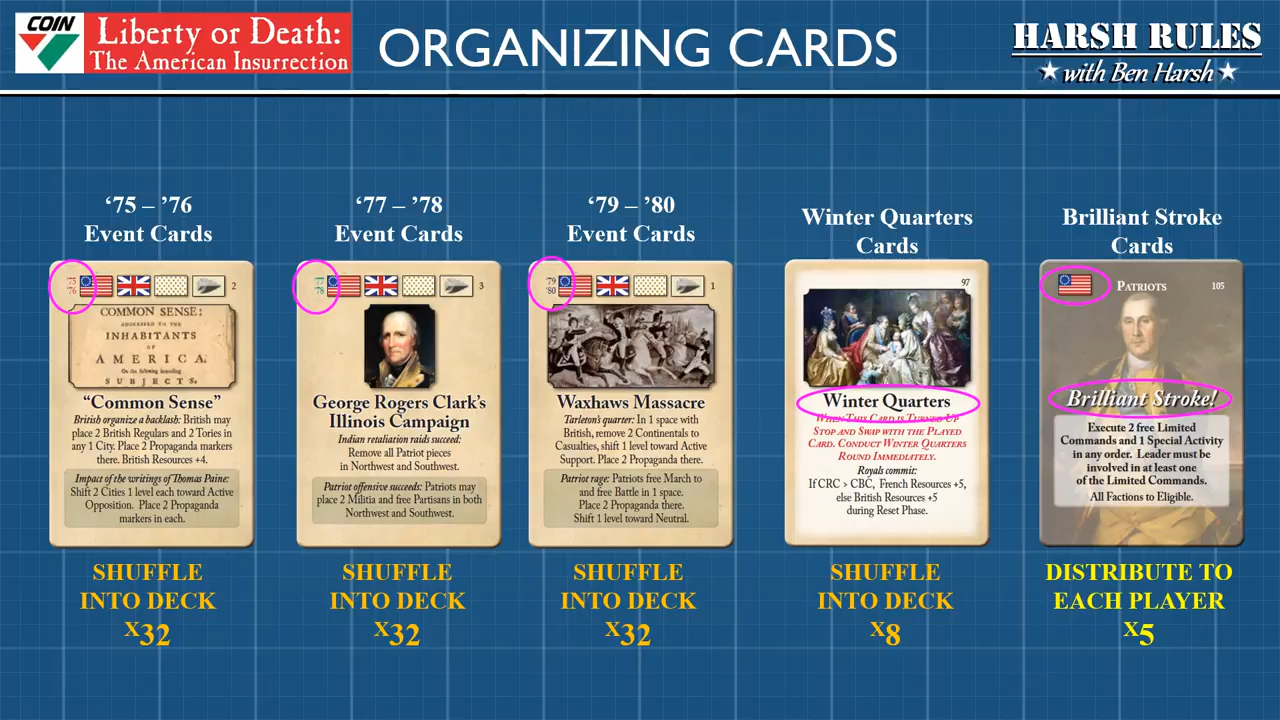 COIN
Liberty or Death:
The American Insurrection
ORGANIZING CARDS
HARSH RULES
with Ben Harsh
‘75 – ’76
Event Cards
‘75
’76
2
COMMON SENSE:
ADDRESSED TO THE
INHABITANTS
OF
AMERICA,
On the following interesting
SUBJECTS.
“Common Sense”
British organize a backlash: British may
place 2 British Regulars and 2 Tories in
any 1 City. Place 2 Propaganda markers
there. British Resources +4.
Impact of the writings of Thomas Paine:
Shift 2 Cities 1 level each toward Active
Opposition. Place 2 Propaganda
markers in each.
SHUFFLE
INTO DECK
X32
‘77 – ’78
Event Cards
‘77
’78
3
George Rogers Clark’s
Illinois Campaign
Indian retaliation raids succeed:
Remove all Patriot pieces
in Northwest and Southwest.
Patriot offensive succeed: Patriots may
place 2 Militia and free Partisans in both
Northwest and Southwest.
SHUFFLE
INTO DECK
X32
‘79 – ’80
Event Cards
‘79
’80
1
Waxhaws Massacre
Tarleton’s quarter: In 1 space with
British, remove 2 Continentals to
Casualties, shift 1 level toward Active
Support. Place 2 Propaganda there.
Patriot rage: Patriots free March to
and free Battle in 1 space.
Place 2 Propaganda there.
Shift 1 level toward Neutral.
SHUFFLE
INTO DECK
X32
Winter Quarters
Cards
97
Winter Quarters
When This Card is Turned Up
Stop and Swap with the Played
Card. Conduct Winter Quarters
Round Immediately.
Royals commit:
If CRC > CBC, French Resources +5,
else British Resources +5
during Reset Phase.
SHUFFLE
INTO DECK
X8
Brilliant Stroke
Cards
Patriots
105
Brilliant Stroke!
Execute 2 free Limited
Commands and 1 Special Activity
in any order. Leader must be
involved in at least one
of the Limited Commands.
All Factions to Eligible.
DISTRIBUTE TO
EACH PLAYER
X5